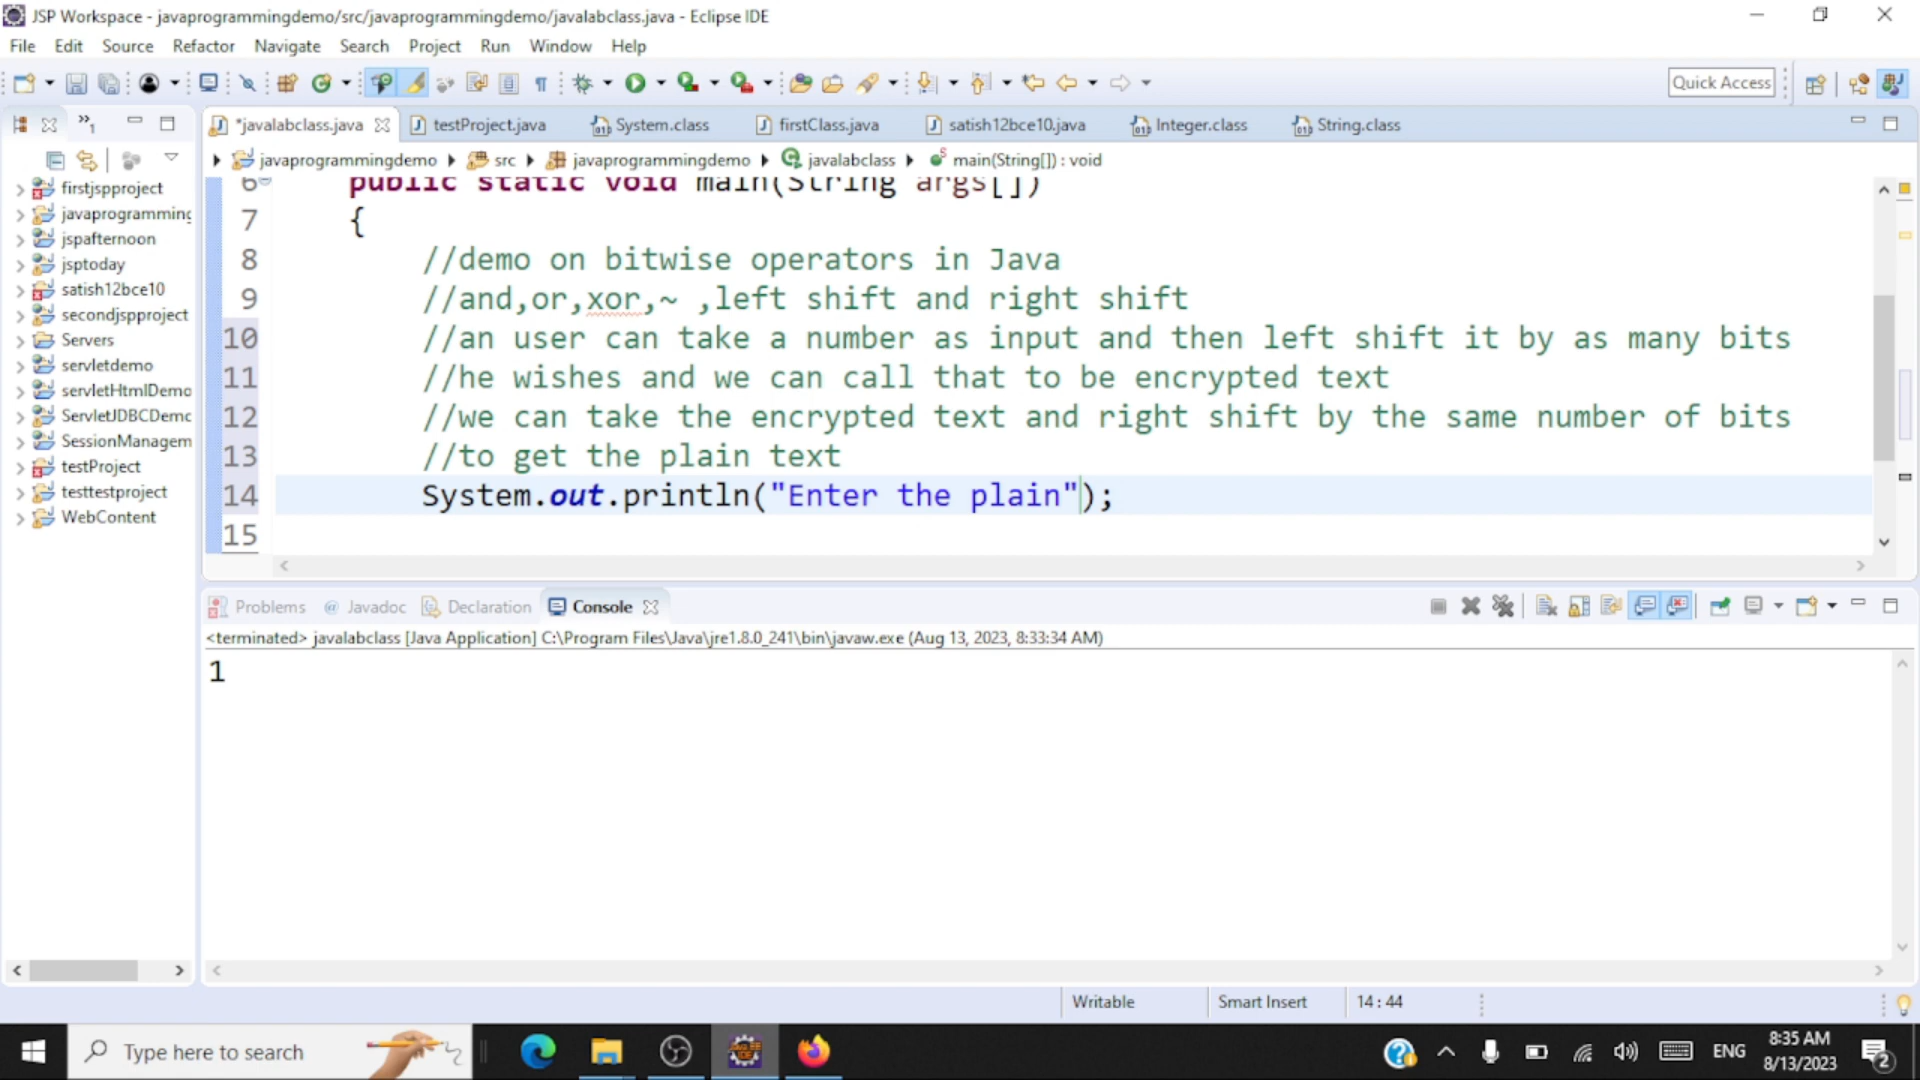 JSP Workspace - javaprogrammingdemo/src/javaprogrammingdemo/javalabclass.java - Eclipse IDE
File Edit Source Refactor Navigate Search Project Run Window Help
Quick Access
*javalabclass.java testProject.java System.class firstClass.java satish12bce10.java Integer.class String.class
javaprogrammingdemo src javaprogrammingdemo javalabclass main(String[]) : void
firstjspproject
javaprogramming
jspafternoon
jsptoday
satish12bce10
secondjspproject
Servers
servletdemo
servletHtmlDemo
ServletJDBCDemo
SessionManagem
testProject
testtestproject
WebContent
6 public static void main(String args[])
7 {
8 //demo on bitwise operators in Java
9 //and,or,xor,~ ,left shift and right shift
10 //an user can take a number as input and then left shift it by as many bits
11 //he wishes and we can call that to be encrypted text
12 //we can take the encrypted text and right shift by the same number of bits
13 //to get the plain text
14 System.out.println("Enter the plain");
15
Problems Javadoc Declaration Console
<terminated> javalabclass [Java Application] C:\Program Files\Java\jre1.8.0_241\bin\javaw.exe (Aug 13, 2023, 8:33:34 AM)
1
Writable Smart Insert 14 : 44
Type here to search
ENG
8:35 AM
8/13/2023
2